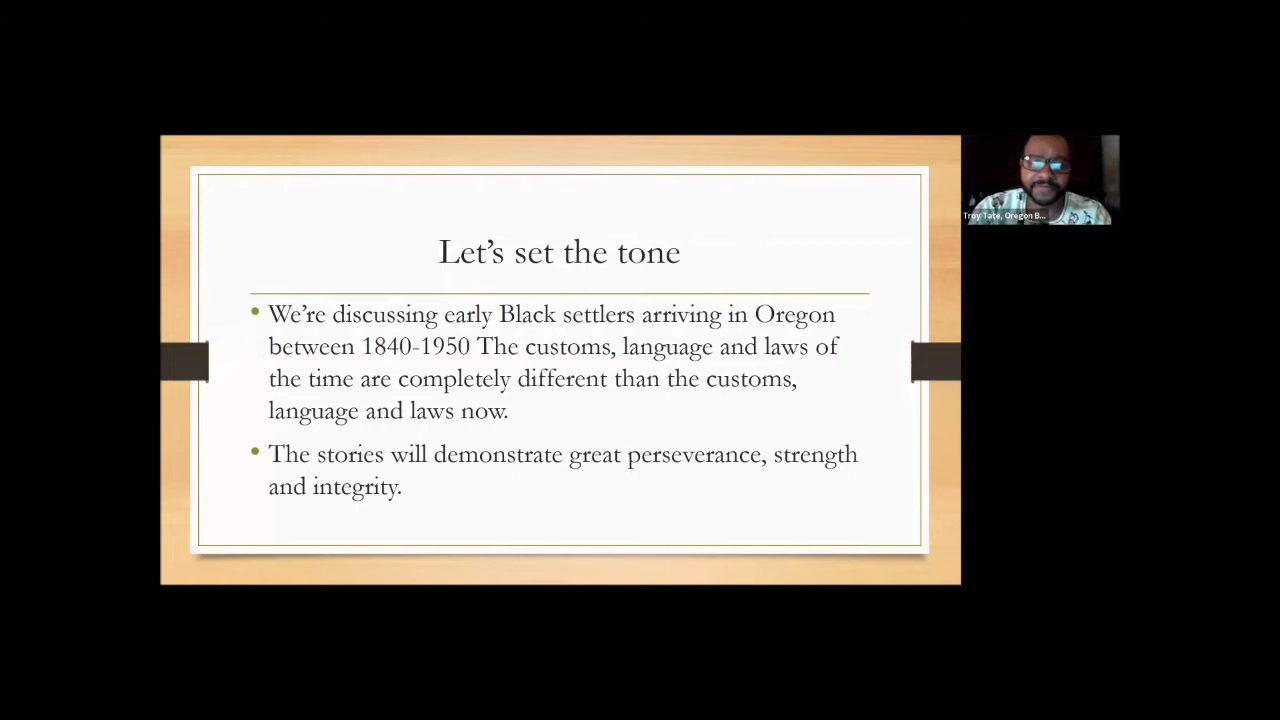 Let's set the tone
• We're discussing early Black settlers arriving in Oregon
between 1840-1950 The customs, language and laws of
the time are completely different than the customs,
language and laws now.
• The stories will demonstrate great perseverance, strength
and integrity.
Troy Tate, Oregon B...